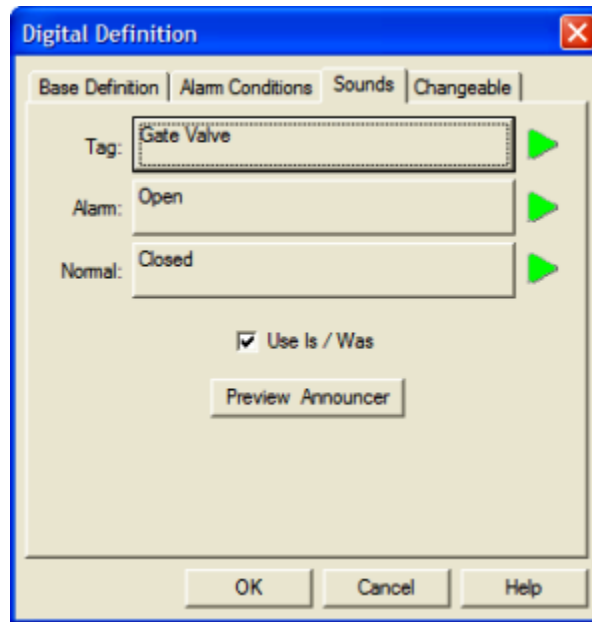 Digital Definition
Base Definition Alarm Conditions Sounds Changeable
Tag: Gate Valve
Alarm: Open
Normal: Closed
Use Is / Was
Preview Announcer
OK Cancel Help